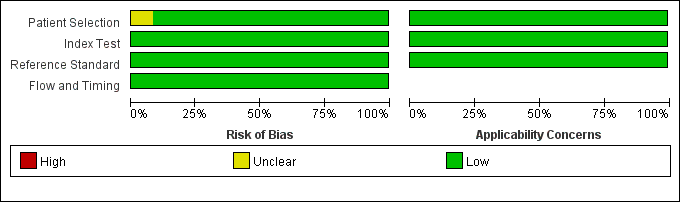 Patient Selection
Index Test
Reference Standard
Flow and Timing
0% 25% 50% 75% 100% 0% 25% 50% 75% 100%
Risk of Bias Applicability Concerns
High Unclear Low